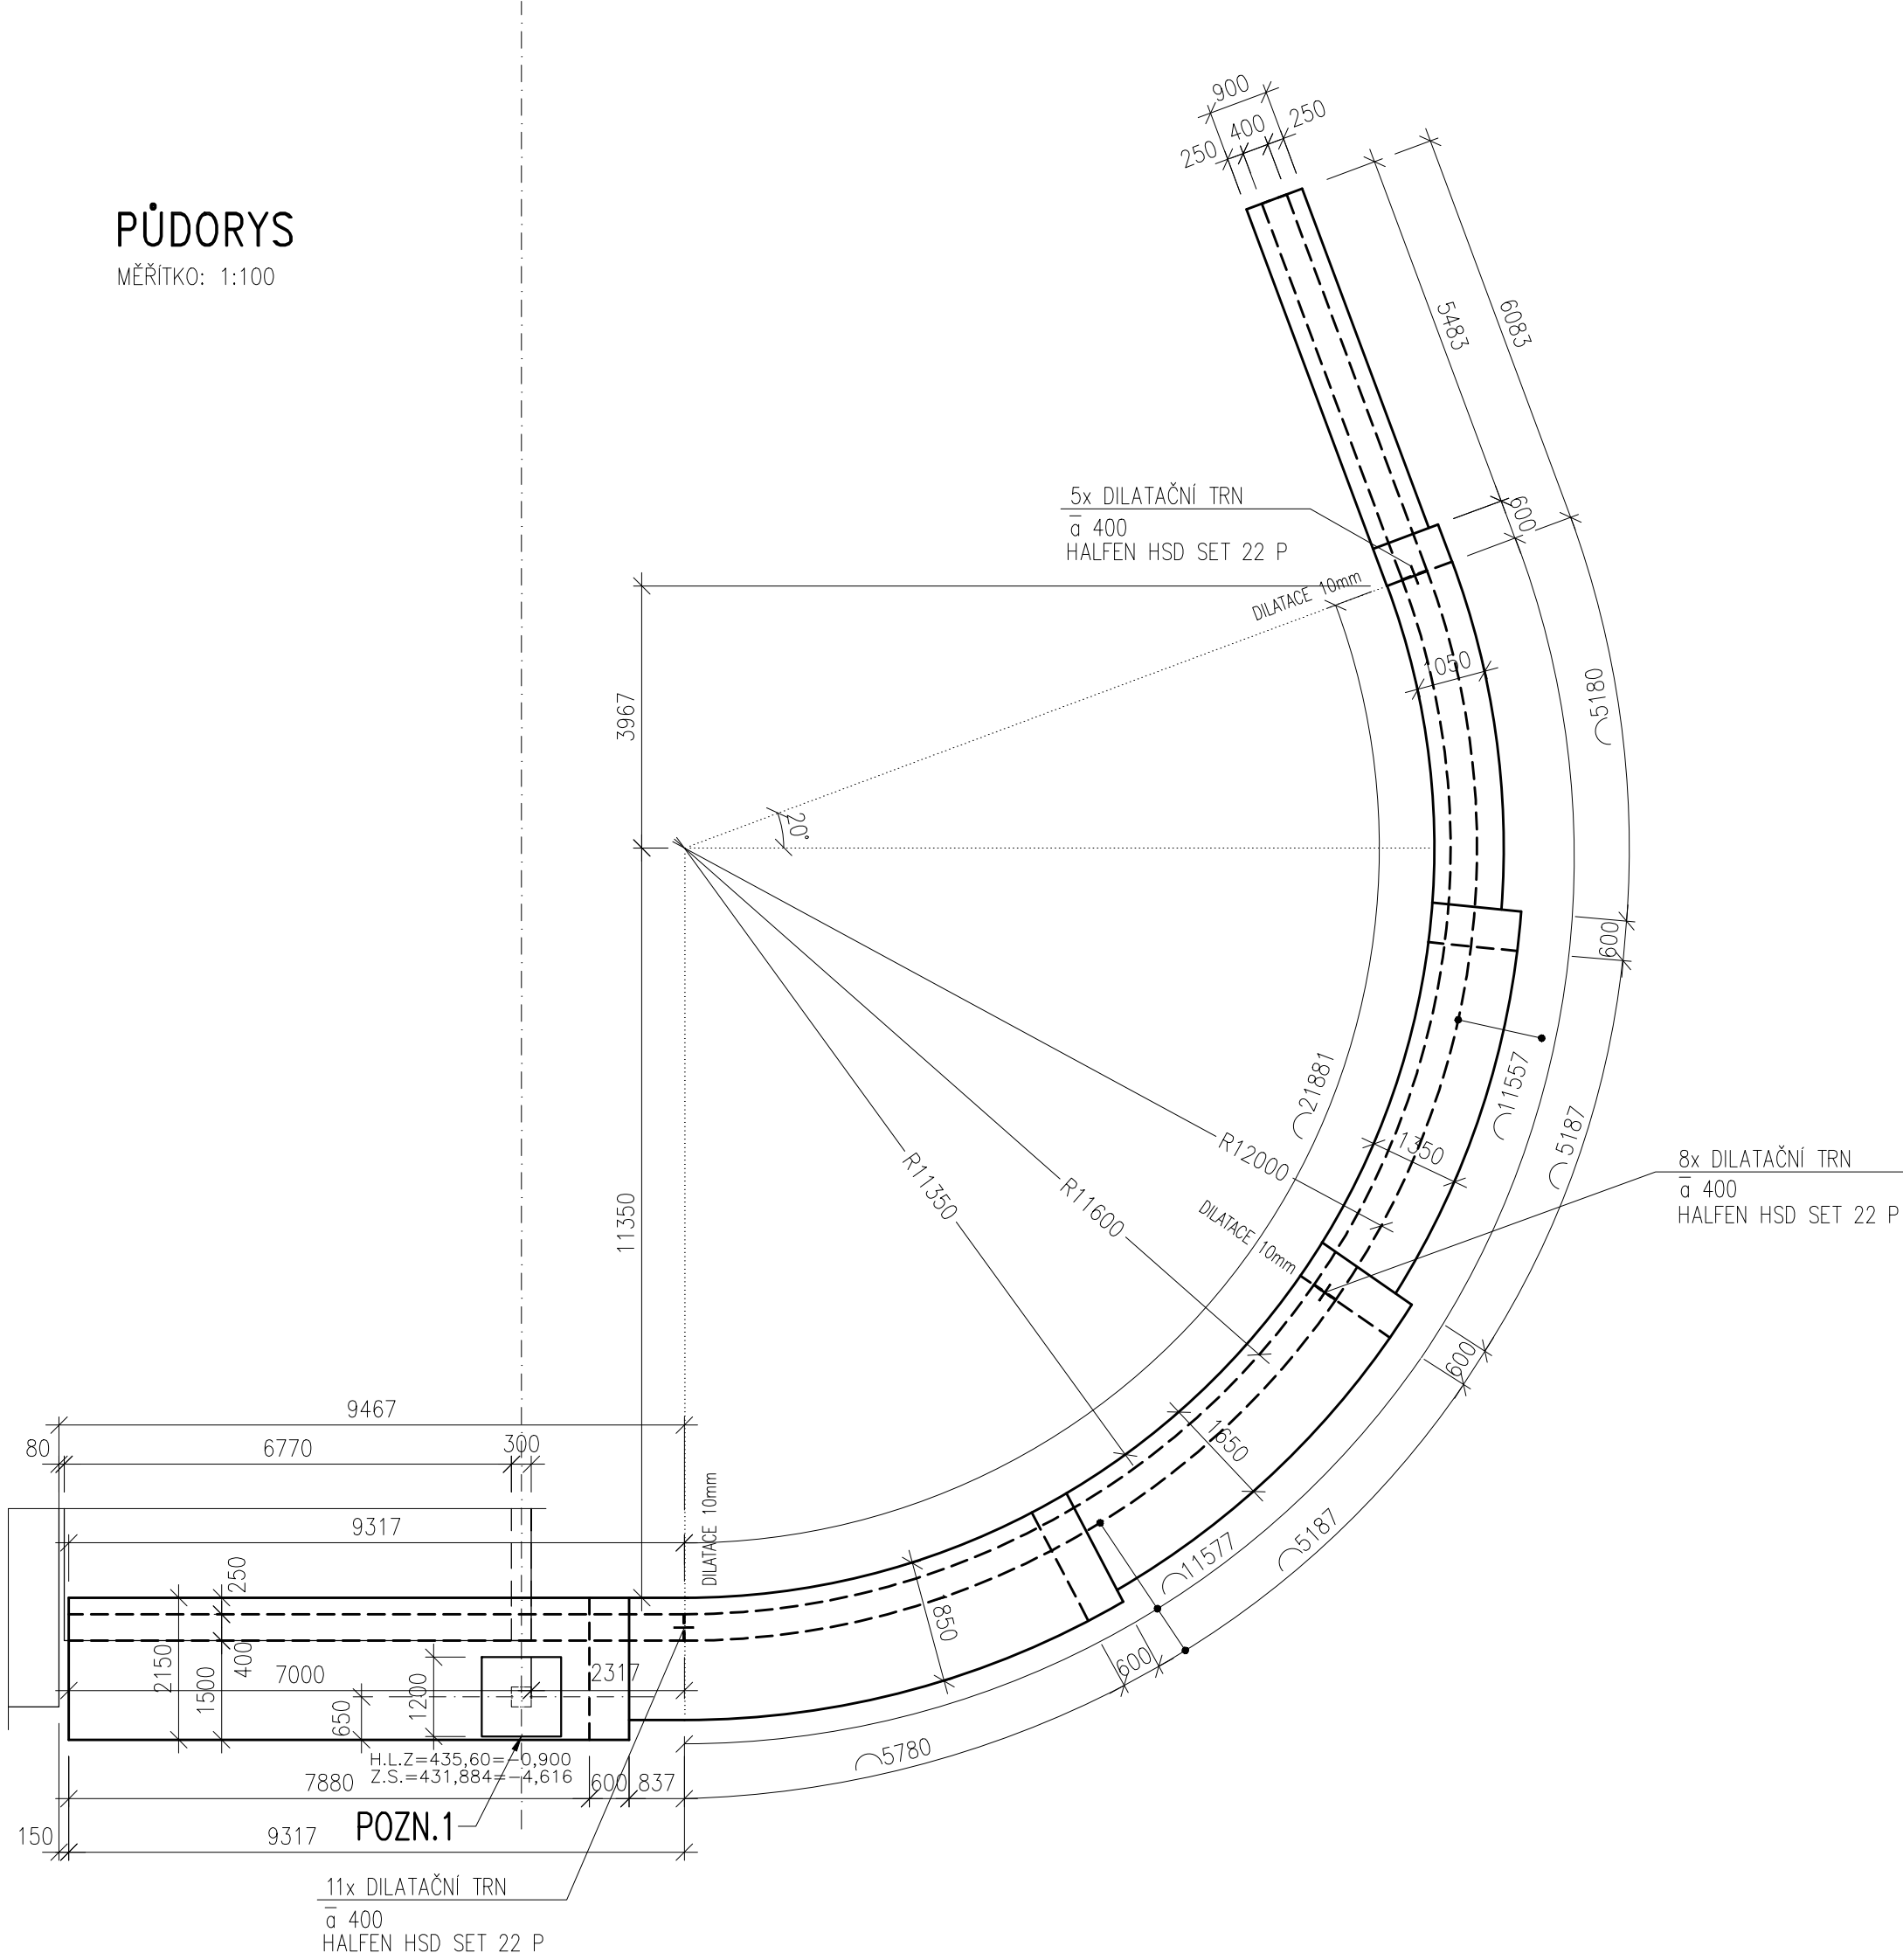 PŮDORYS
MĚŘÍTKO: 1:100
900
250
400
250
5483
6083
600
5x DILATAČNÍ TRN
a 400
HALFEN HSD SET 22 P
DILATACE 10mm
1050
5180
3967
20°
600
11350
21881
11557
5187
1350
R12000
R11600
R11350
DILATACE 10mm
8x DILATAČNÍ TRN
a 400
HALFEN HSD SET 22 P
600
1650
5187
11577
9467
80
6770
300
DILATACE 10mm
9317
250
400
2150
1500
7000
2317
650
1200
850
600
5780
H.L.Z=435,60=-0,900
Z.S.=431,884=-4,616
7880
600
837
POZN.1
150
9317
11x DILATAČNÍ TRN
a 400
HALFEN HSD SET 22 P